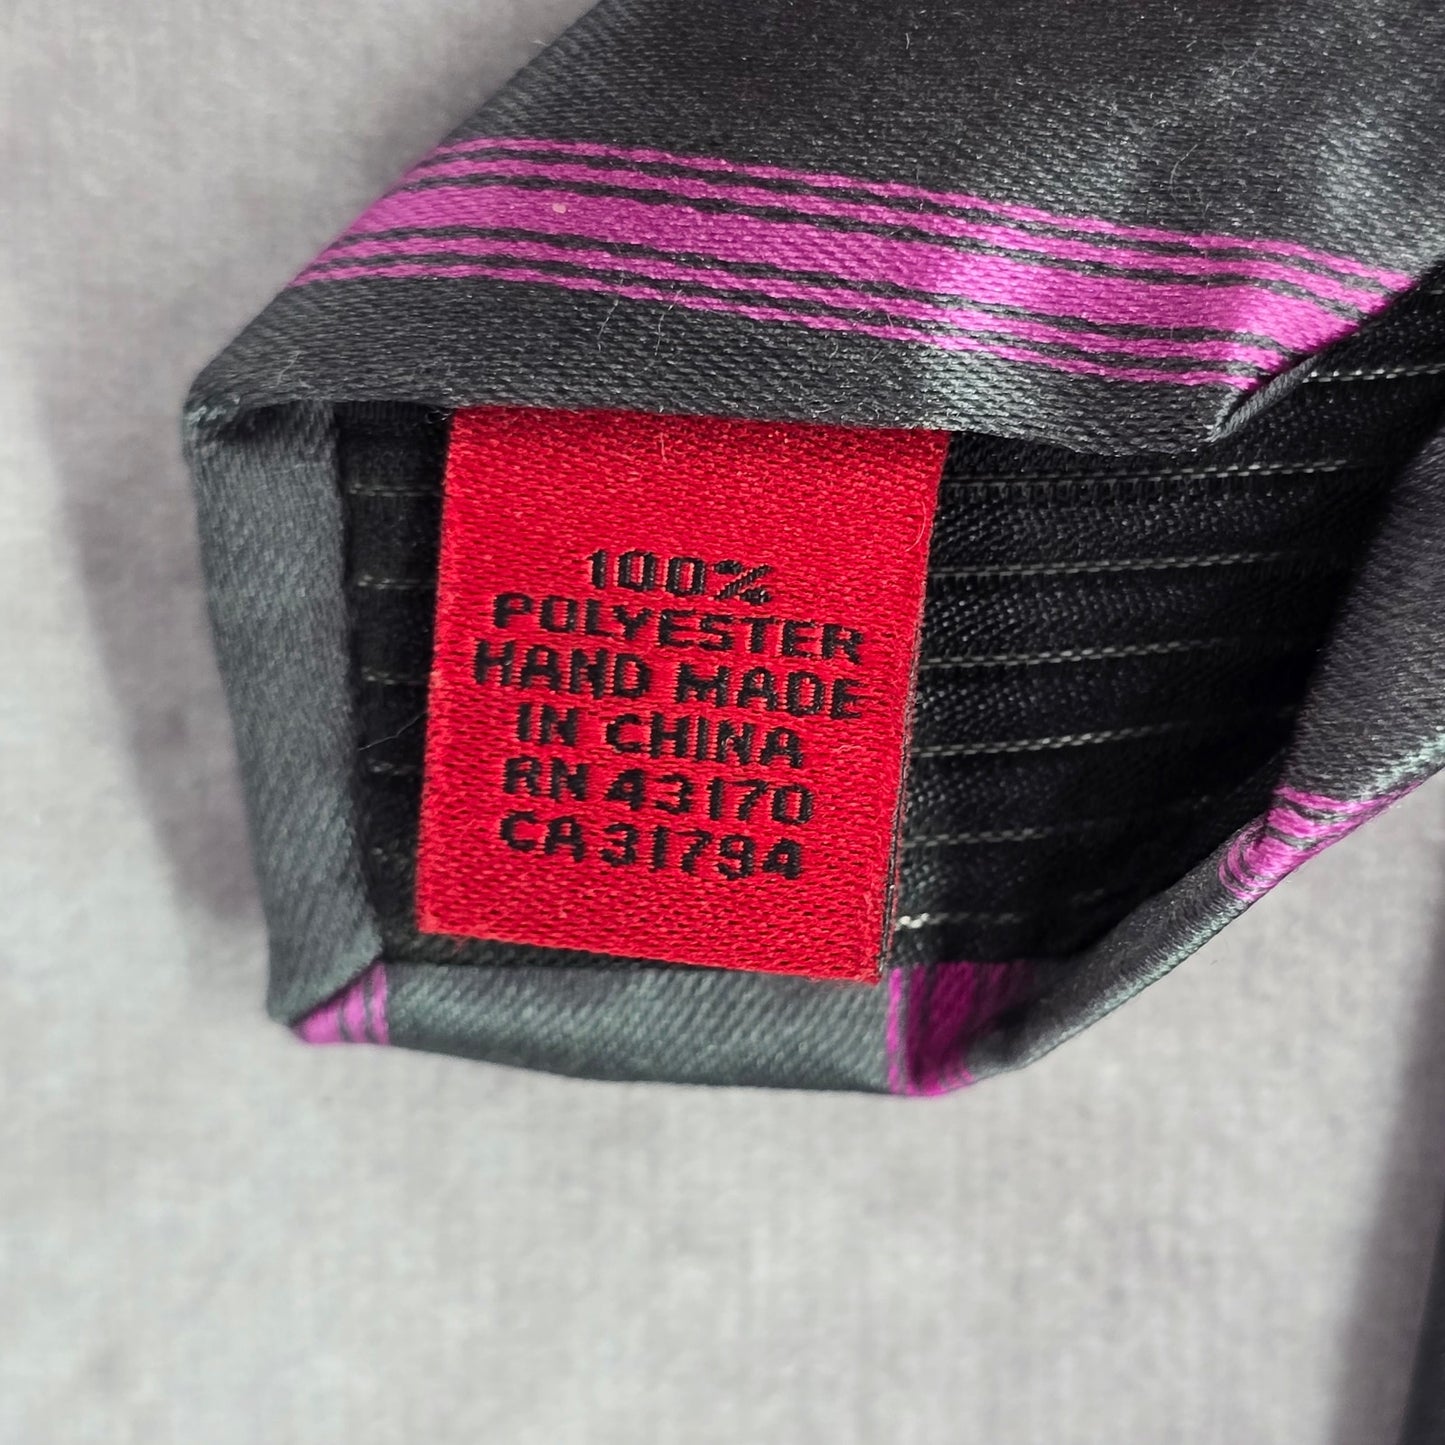 100%
POLYESTER
HAND MADE
IN CHINA
RN 43170
CA 31794